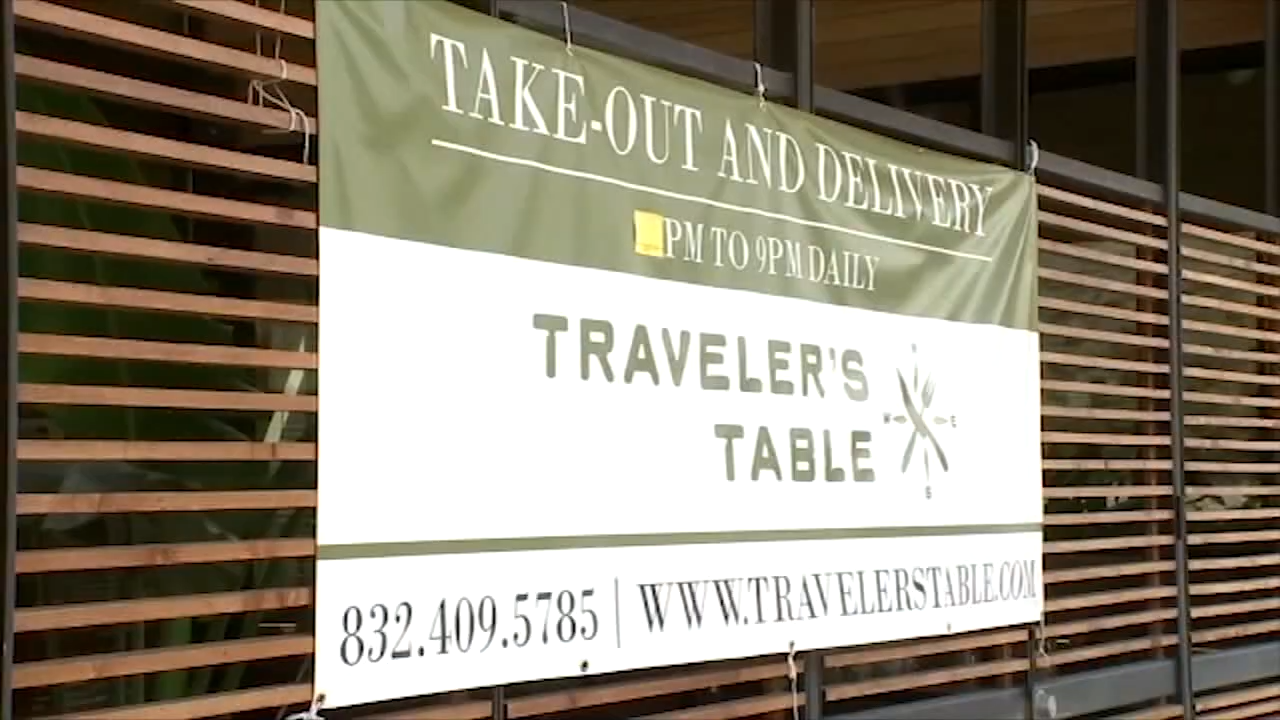 TAKE-OUT AND DELIVERY
PM TO 9PM DAILY
TRAVELER'S
TABLE
W E
S
832.409.5785 | WWW.TRAVELERSTABLE.COM